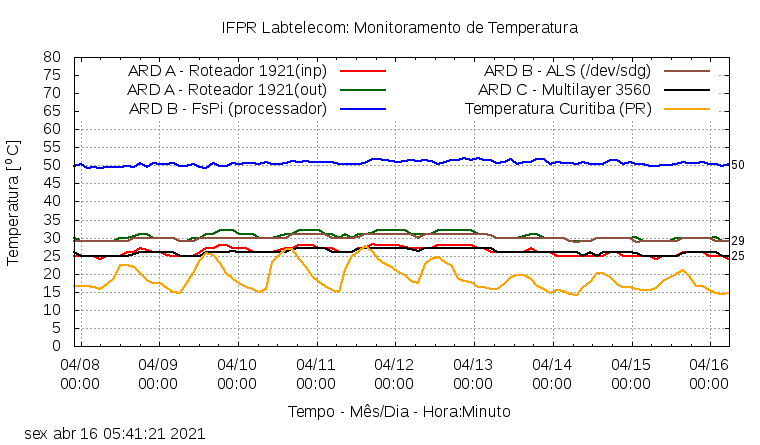 IFPR Labtelecom: Monitoramento de Temperatura
ARD A - Roteador 1921(inp)
ARD A - Roteador 1921(out)
ARD B - FsPi (processador)
ARD B - ALS (/dev/sdg)
ARD C - Multilayer 3560
Temperatura Curitiba (PR)
Temperatura [ ºC]
80
75
70
65
60
55
50
45
40
35
30
25
20
15
10
5
0
50
29
25
04/08 04/09 04/10 04/11 04/12 04/13 04/14 04/15 04/16
00:00 00:00 00:00 00:00 00:00 00:00 00:00 00:00 00:00
Tempo - Mês/Dia - Hora:Minuto
sex abr 16 05:41:21 2021